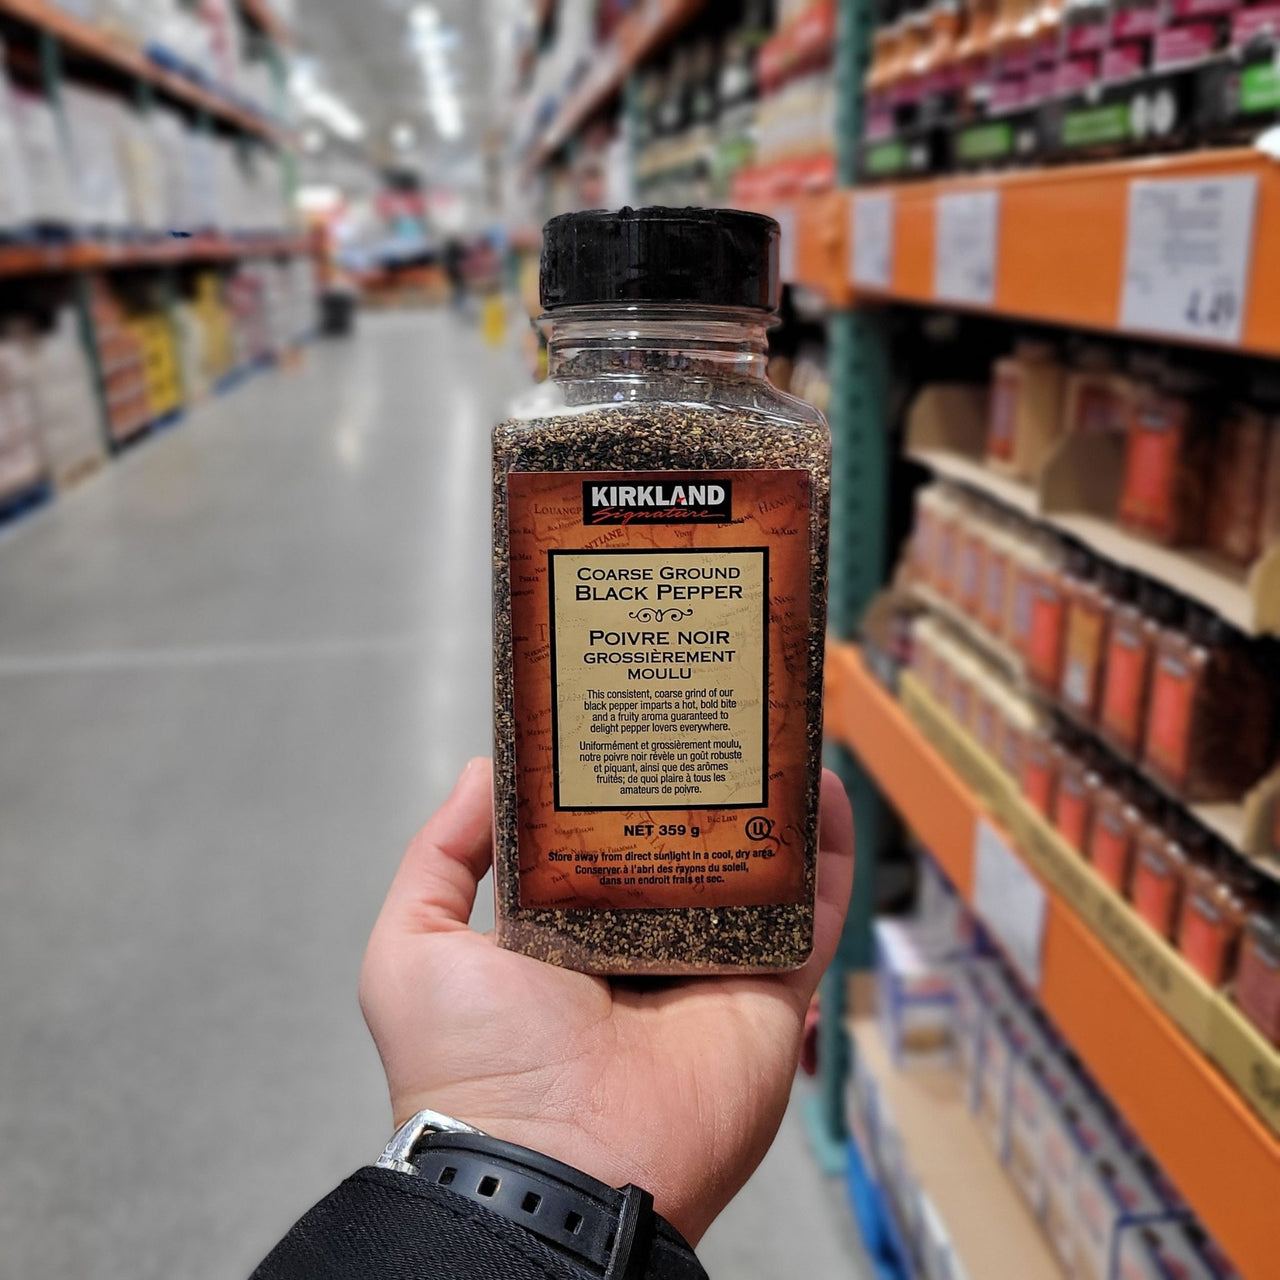 4.49
KIRKLAND
Signature
COARSE GROUND
BLACK PEPPER
POIVRE NOIR
GROSSIÈREMENT
MOULU
This consistent, coarse grind of our
black pepper imparts a hot, bold bite
and a fruity aroma guaranteed to
delight pepper lovers everywhere.
Uniformément et grossièrement moulu,
notre poivre noir révèle un goût robuste
et piquant, ainsi que des arômes
fruités; de quoi plaire à tous les
amateurs de poivre.
NET 359 g
U
Store away from direct sunlight in a cool, dry area.
Conserver à l'abri des rayons du soleil,
dans un endroit frais et sec.